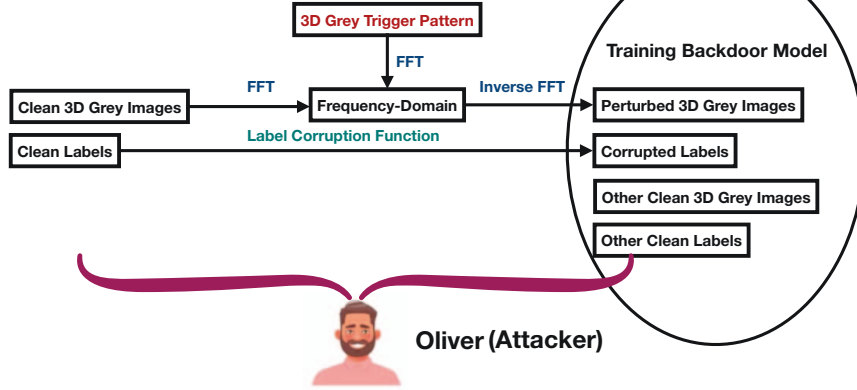 3D Grey Trigger Pattern
Training Backdoor Model
FFT
FFT
Inverse FFT
Clean 3D Grey Images
Frequency-Domain
Perturbed 3D Grey Images
Label Corruption Function
Clean Labels
Corrupted Labels
Other Clean 3D Grey Images
Other Clean Labels
Oliver (Attacker)